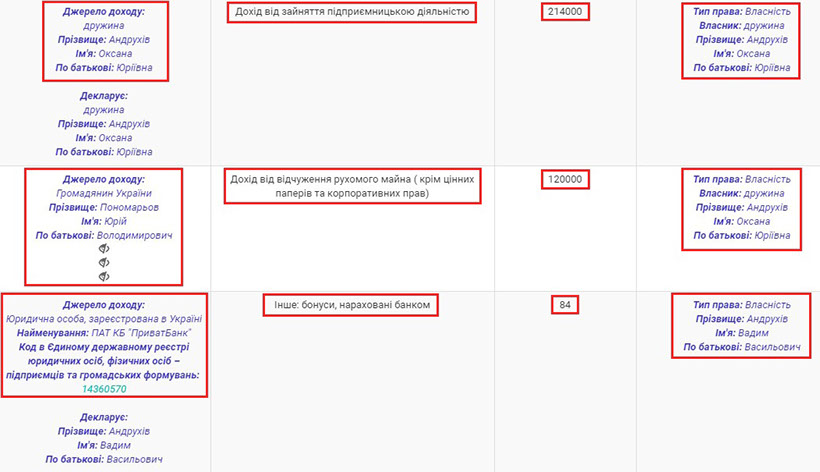 Джерело доходу:
дружина
Прізвище: Андрухів
Ім'я: Оксана
По батькові: Юріївна
Декларує:
дружина
Прізвище: Андрухів
Ім'я: Оксана
По батькові: Юріївна
Дохід від зайняття підприємницькою діяльністю
214000
Тип права: Власність
Власник: дружина
Прізвище: Андрухів
Ім'я: Оксана
По батькові: Юріївна
Джерело доходу:
Громадянин України
Прізвище: Пономарьов
Ім'я: Юрій
По батькові: Володимирович
Дохід від відчуження рухомого майна ( крім цінних
паперів та корпоративних прав)
120000
Тип права: Власність
Власник: дружина
Прізвище: Андрухів
Ім'я: Оксана
По батькові: Юріївна
Джерело доходу:
Юридична особа, зареєстрована в Україні
Найменування: ПАТ КБ "ПриватБанк"
Код в Єдиному державному реєстрі
юридичних осіб, фізичних осіб –
підприємців та громадських формувань:
14360570
Декларує:
Прізвище: Андрухів
Ім'я: Вадим
По батькові: Васильович
Інше: бонуси, нараховані банком
84
Тип права: Власність
Прізвище: Андрухів
Ім'я: Вадим
По батькові: Васильович